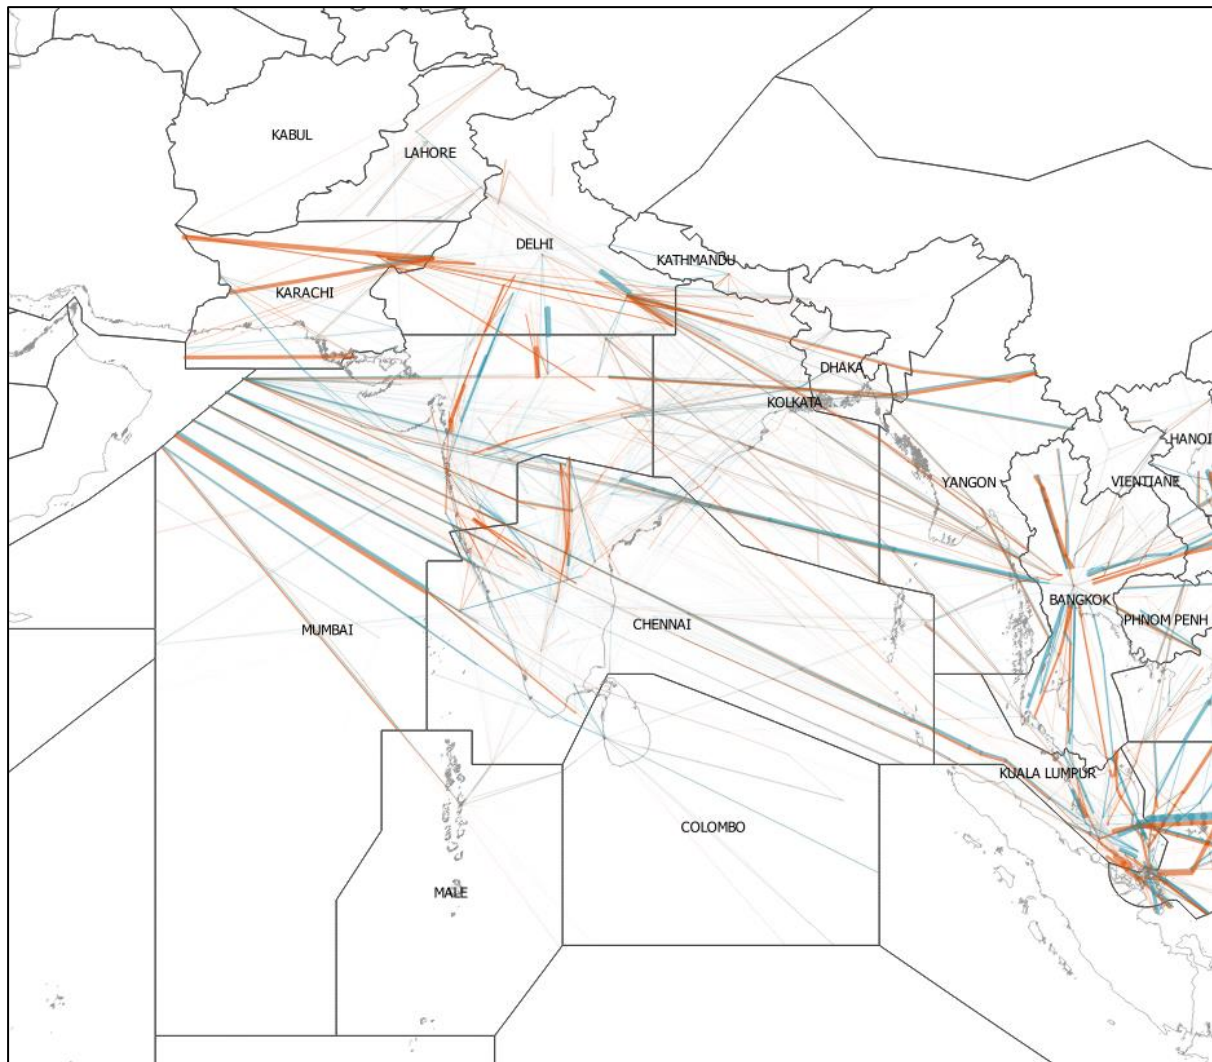 KABUL
LAHORE
DELHI
KATHMANDU
KARACHI
DHAKA
KOLKATA
HANOI
YANGON
VIENTIANE
BANGKOK
PHNOM PENH
MUMBAI
CHENNAI
KUALA LUMPUR
COLOMBO
MALE